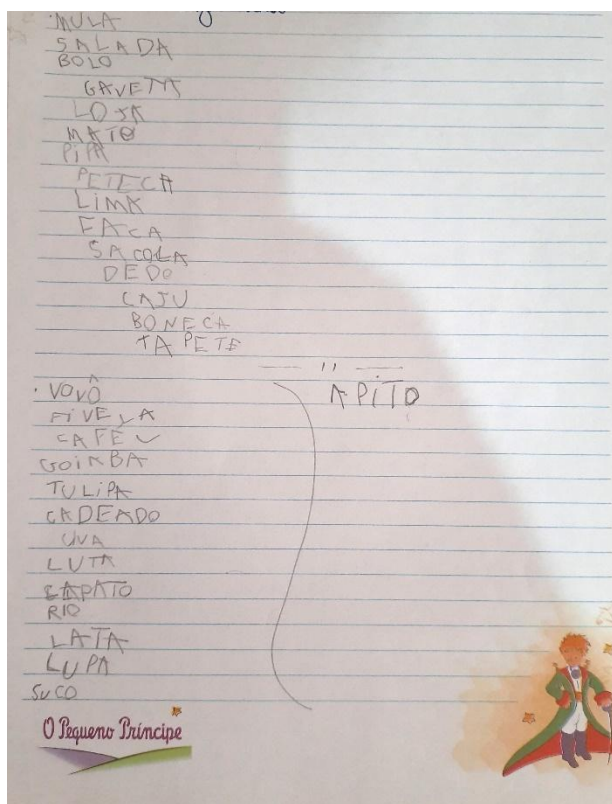 MULA
SALADA
BOLO
GAVETA
LOJA
MATO
PIPA
PETECA
LIMA
FACA
SACOLA
DEDO
CAJU
BONECA
TAPETE
— " —
VOVÔ
APITO
FIVELA
CAFÉ
GOIABA
TULIPA
CADEADO
UVA
LUTA
SAPATO
RIO
LATA
LUPA
SUCO
O Pequeno Príncipe